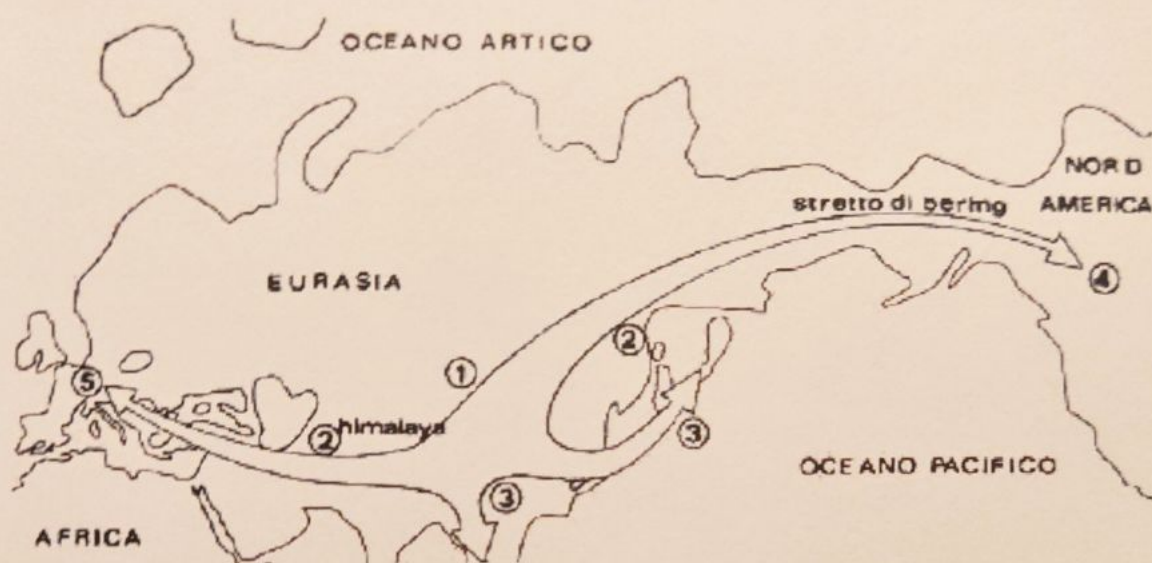 OCEANO ARTICO
NORD
AMERICA
stretto di bering
EURASIA
4
2
1
5
himalaya
2
3
OCEANO PACIFICO
3
AFRICA